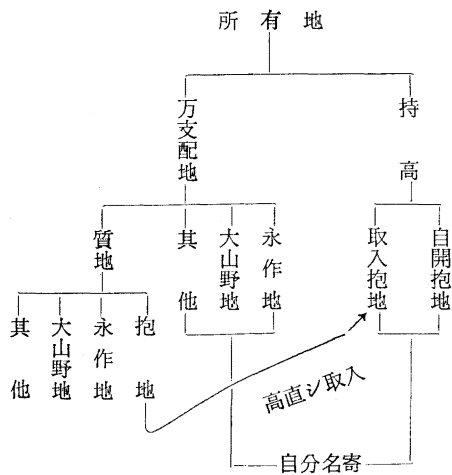 所有地
持高
万支配地
自開抱地
取入抱地
永作地
大山野地
其他
質地
抱地
永作地
大山野地
其他
高直シ取入
自分名寄